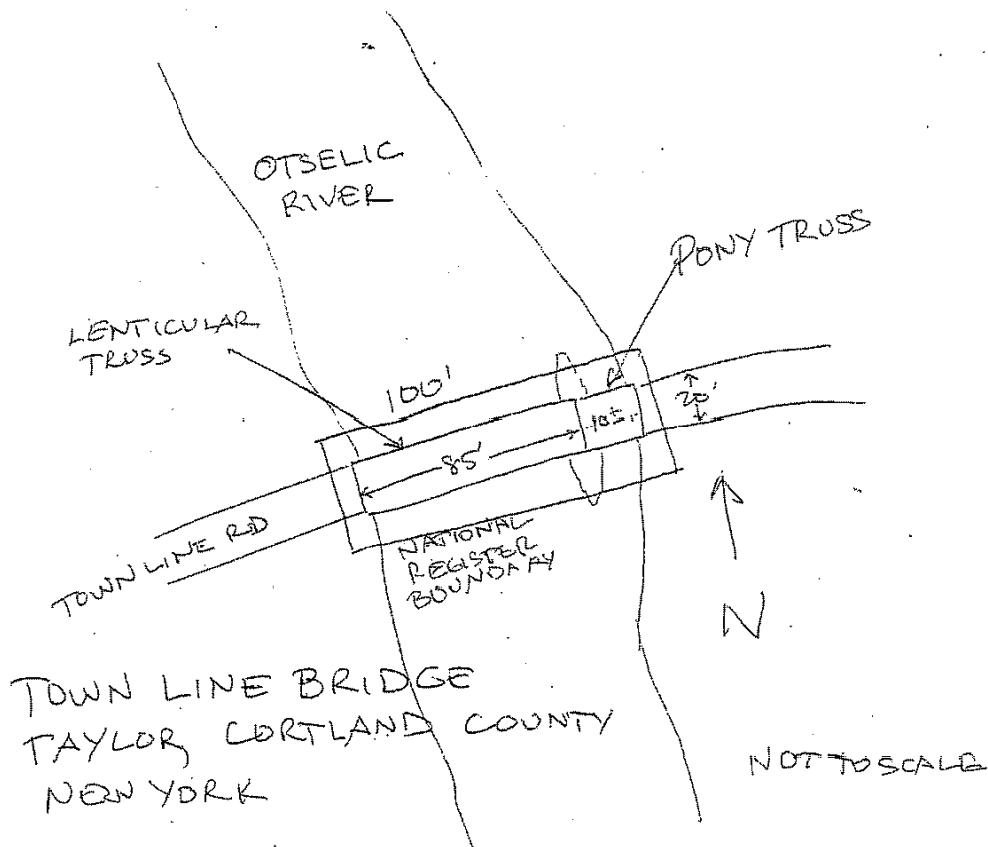 OTSELIC
RIVER
PONY TRUSS
LENTICULAR
TRUSS
100'
20'
85'
TOWN LINE RD
NATIONAL
REGISTER
BOUNDARY
N
TOWN LINE BRIDGE
TAYLOR, CORTLAND COUNTY
NEW YORK
NOT TO SCALE